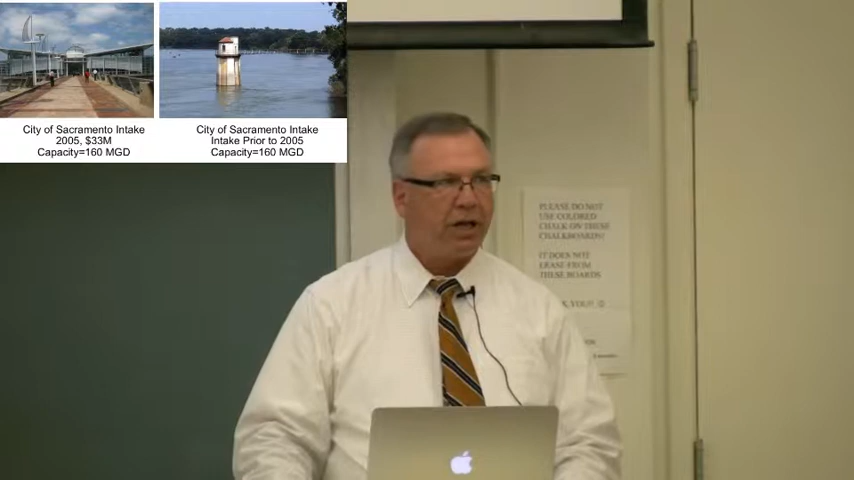 City of Sacramento Intake
2005, $33M
Capacity=160 MGD
City of Sacramento Intake
Intake Prior to 2005
Capacity=160 MGD
PLEASE DO NOT
USE COLORED
CHALK ON THESE
CHALKBOARDS!
IT DOES NOT
ERASE FROM
THESE BOARDS